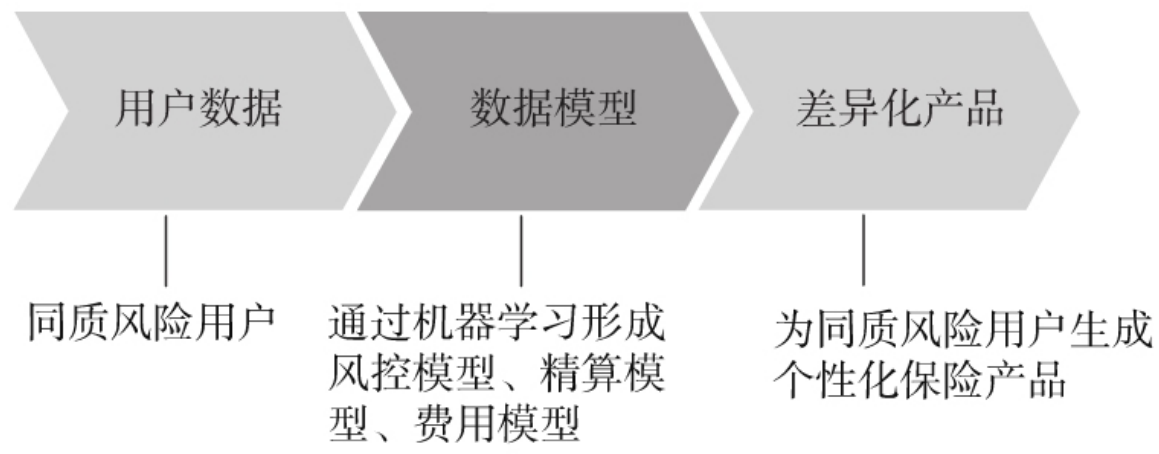 用户数据
数据模型
差异化产品
同质风险用户
通过机器学习形成
风控模型、精算模
型、费用模型
为同质风险用户生成
个性化保险产品